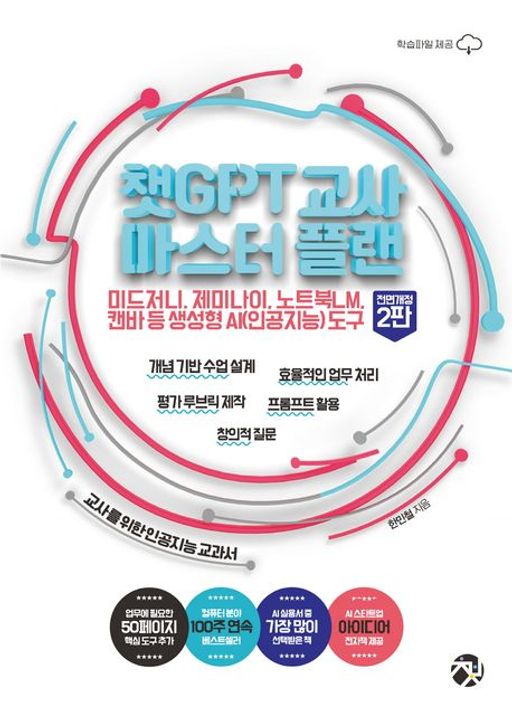 학습파일 제공
챗GPT 교사
마스터 플랜
미드저니, 제미나이, 노트북LM,
캔바 등 생성형 AI(인공지능) 도구
전면개정
2판
개념 기반 수업 설계
효율적인 업무 처리
평가 루브릭 제작
프롬프트 활용
창의적 질문
교사를 위한 인공지능 교과서
한민철 지음
업무에 필요한
50페이지
핵심 도구 추가
컴퓨터 분야
100주 연속
베스트셀러
AI 실용서 중
가장 많이
선택받은 책
AI 스타트업
아이디어
전자책 제공